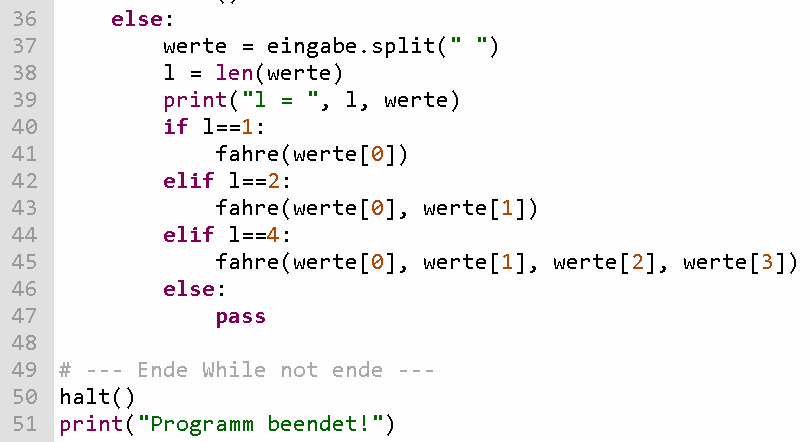 36     else:
37         werte = eingabe.split(" ")
38         l = len(werte)
39         print("l = ", l, werte)
40         if l==1:
41             fahre(werte[0])
42         elif l==2:
43             fahre(werte[0], werte[1])
44         elif l==4:
45             fahre(werte[0], werte[1], werte[2], werte[3])
46         else:
47             pass
48
49 # --- Ende While not ende ---
50 halt()
51 print("Programm beendet!")